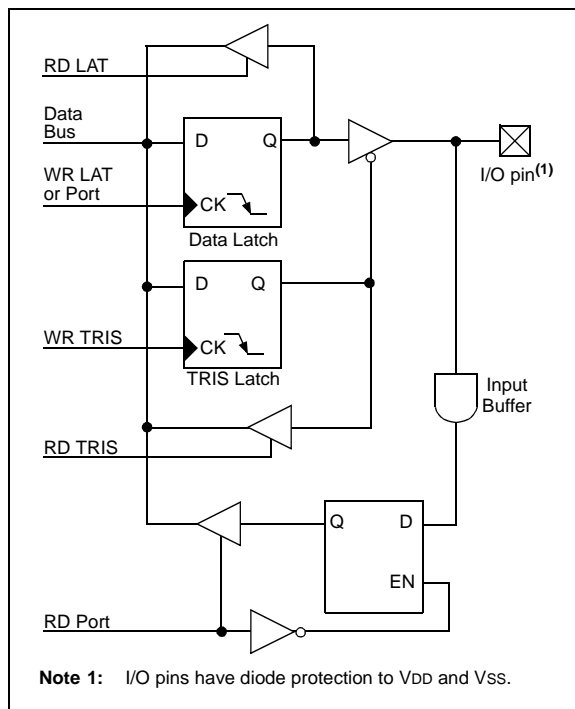 RD LAT
Data
Bus
D Q
WR LAT
or Port
I/O pin(1)
CK
Data Latch
D Q
WR TRIS
CK
TRIS Latch
Input
Buffer
RD TRIS
Q D
EN
RD Port
Note 1: I/O pins have diode protection to VDD and VSS.